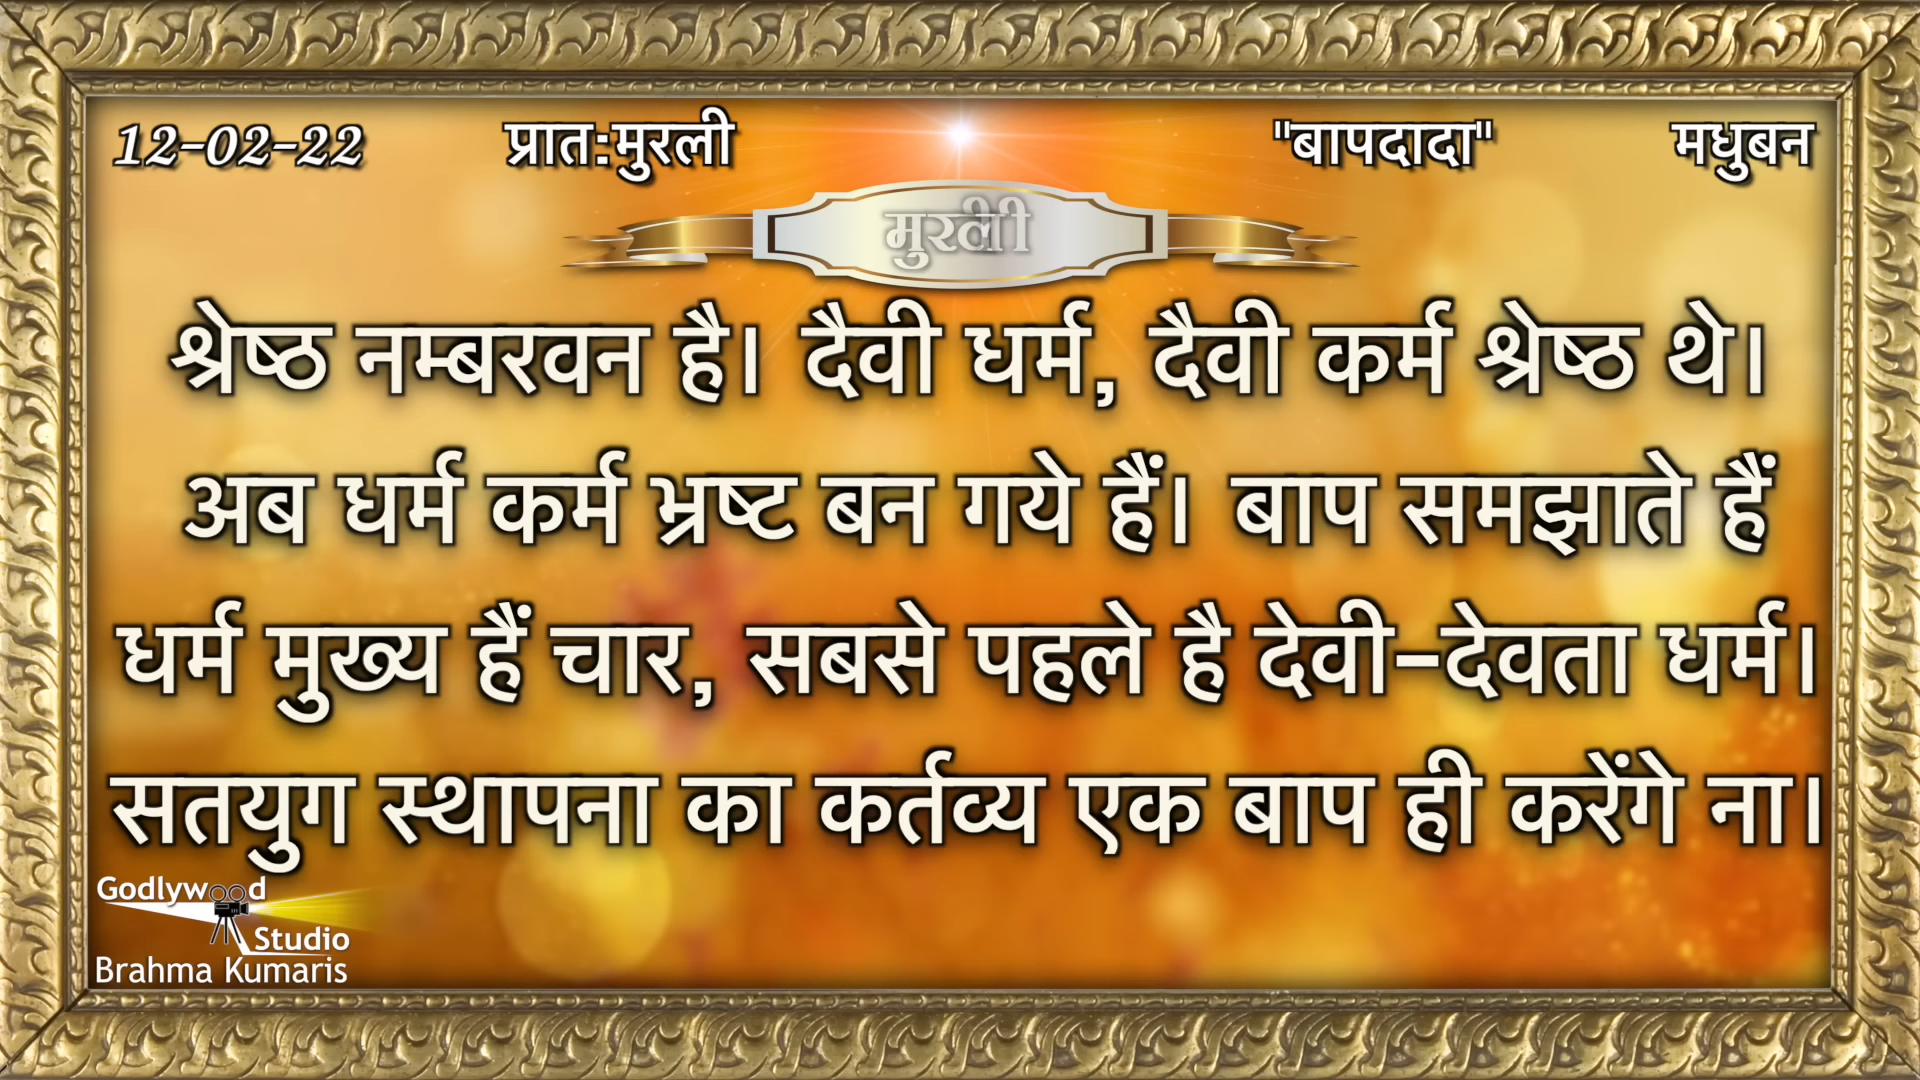 12-02-22 प्रात:मुरली "बापदादा" मधुबन
मुरली
श्रेष्ठ नम्बरवन है। दैवी धर्म, दैवी कर्म श्रेष्ठ थे।
अब धर्म कर्म भ्रष्ट बन गये हैं। बाप समझाते हैं
धर्म मुख्य हैं चार, सबसे पहले है देवी-देवता धर्म।
सतयुग स्थापना का कर्तव्य एक बाप ही करेंगे ना।
Godlywood
Studio
Brahma Kumaris